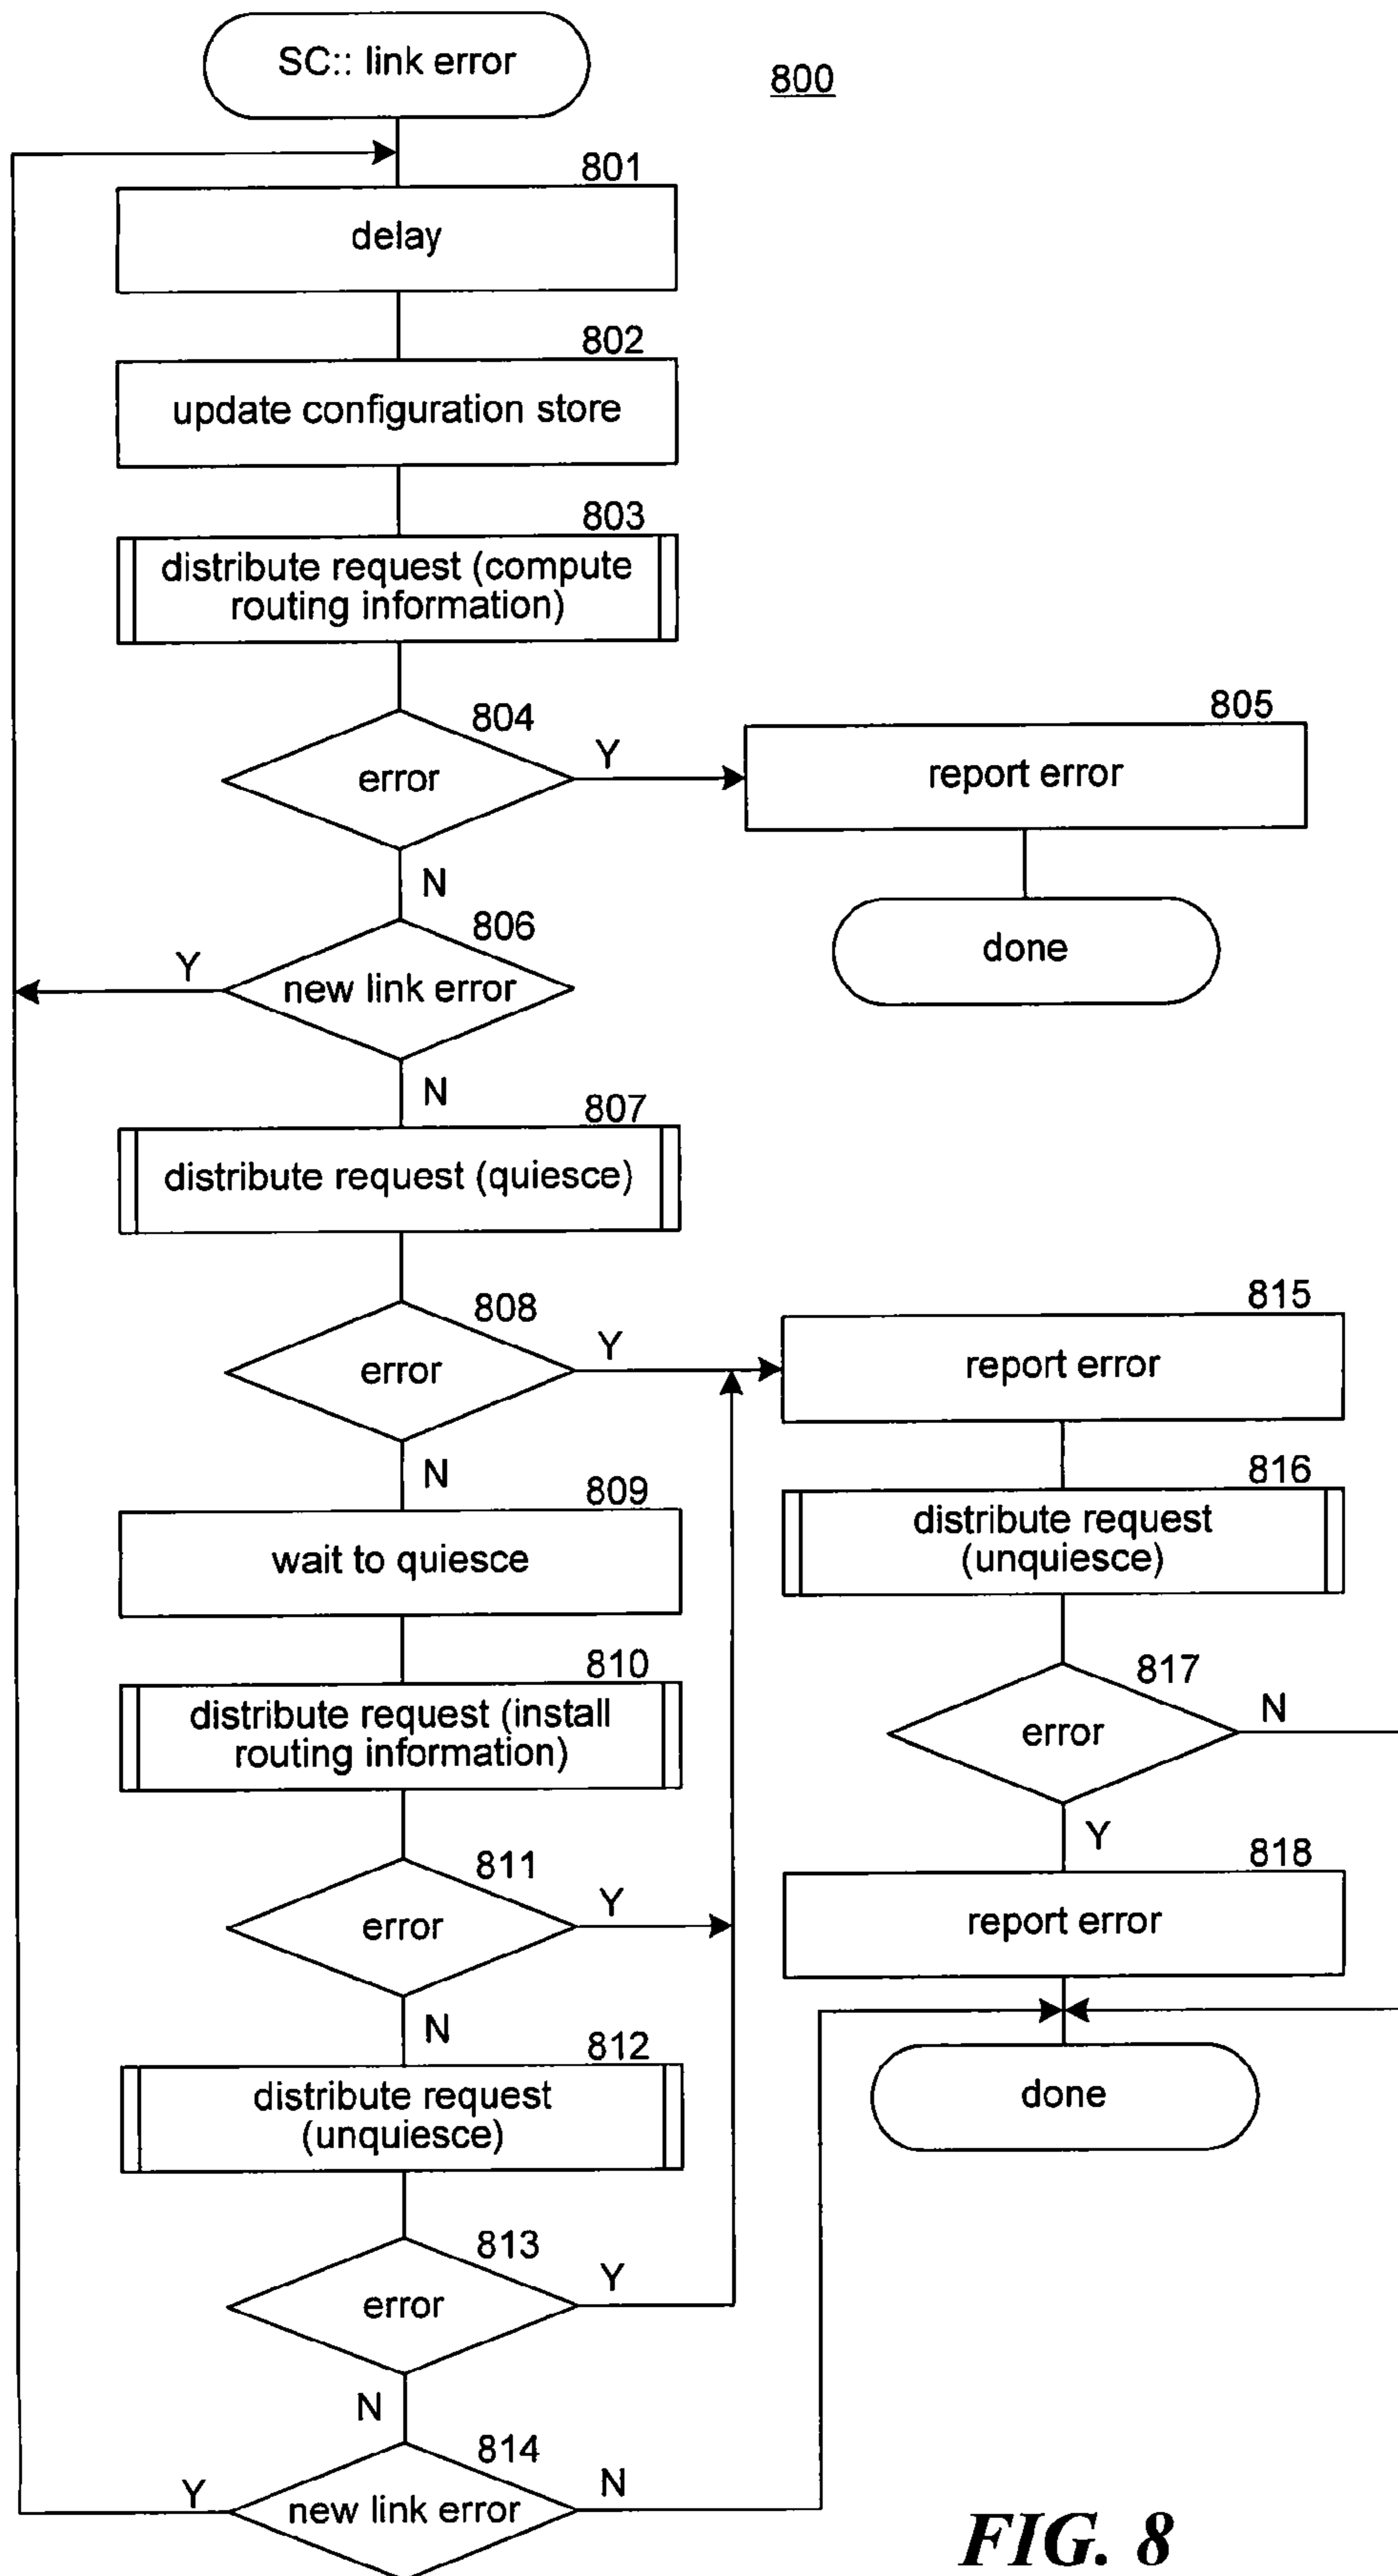 SC:: link error
800
801
delay
802
update configuration store
803
distribute request (compute
routing information)
804
error
Y
N
805
report error
done
806
new link error
Y
N
807
distribute request (quiesce)
808
error
Y
N
809
wait to quiesce
810
distribute request (install
routing information)
811
error
Y
N
812
distribute request
(unquiesce)
813
error
Y
N
814
new link error
Y
N
815
report error
816
distribute request
(unquiesce)
817
error
N
Y
818
report error
done
FIG. 8